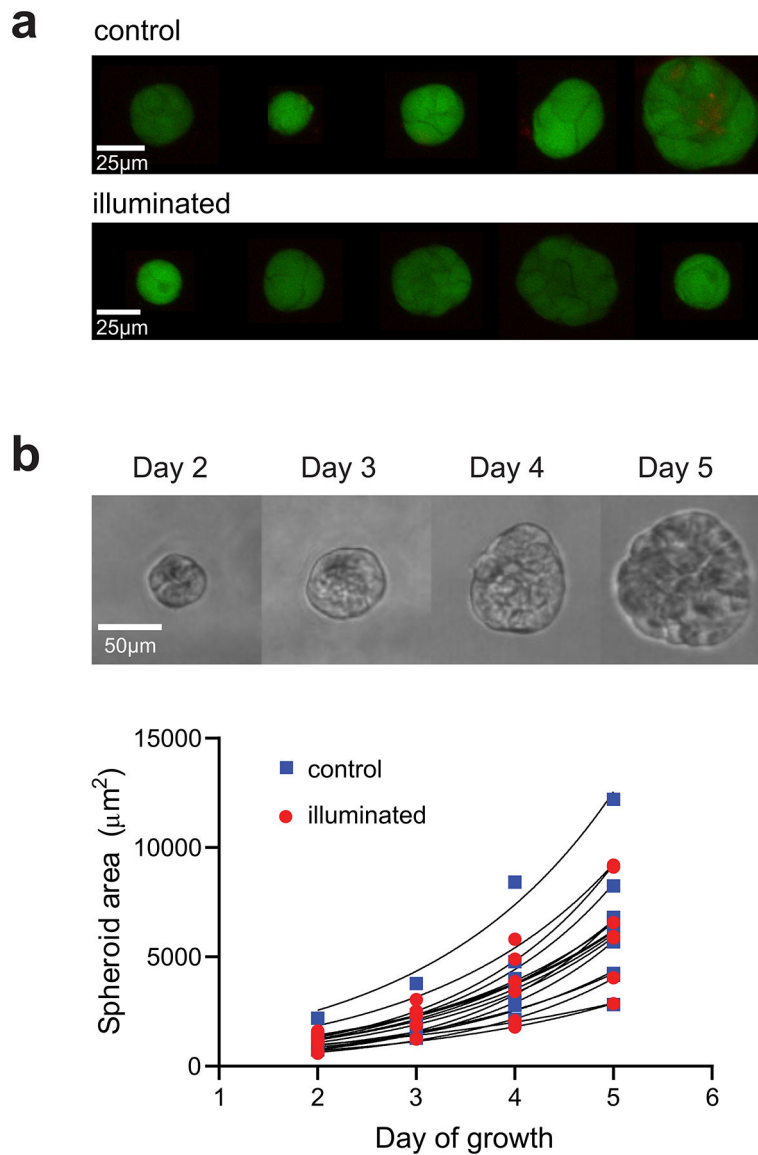 a
control
25µm
illuminated
25µm
b
Day 2 Day 3 Day 4 Day 5
50µm
15000
10000
5000
0
Spheroid area (µm²)
control
illuminated
1 2 3 4 5 6
Day of growth